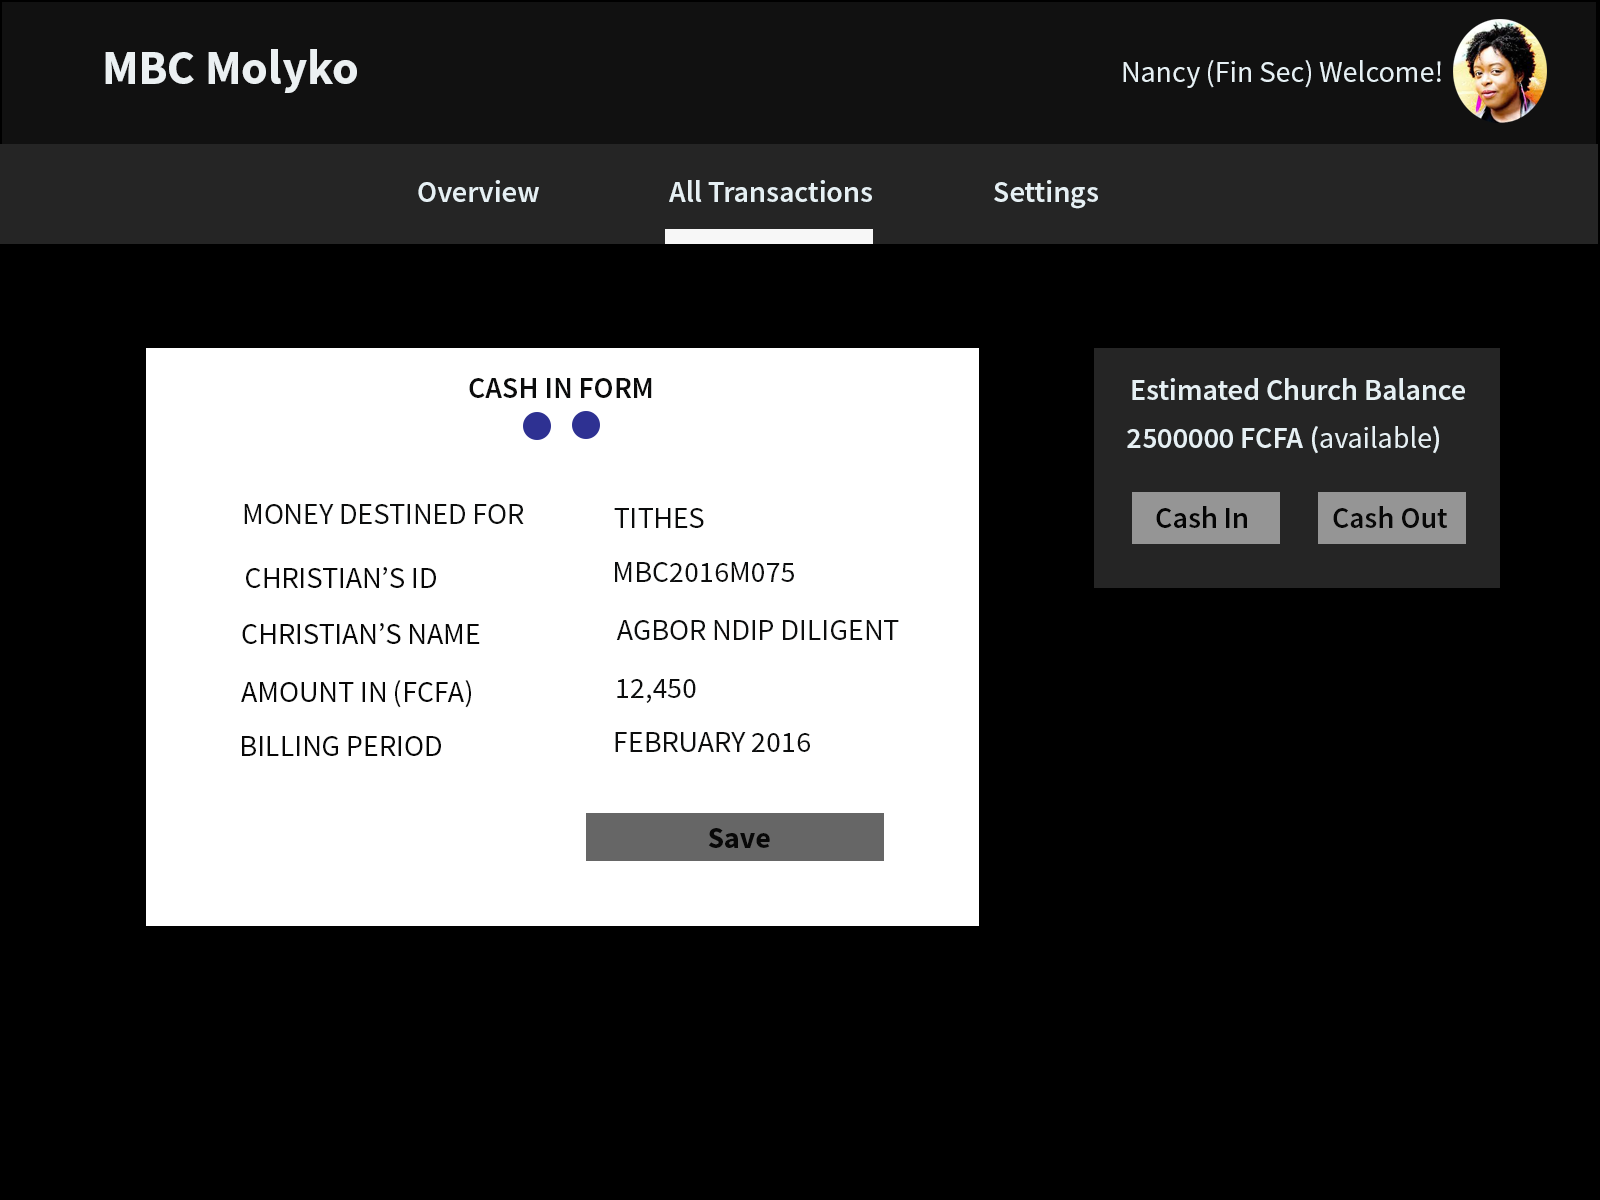 MBC Molyko
Nancy (Fin Sec) Welcome!
Overview
All Transactions
Settings
CASH IN FORM
MONEY DESTINED FOR
TITHES
CHRISTIAN’S ID
MBC2016M075
CHRISTIAN’S NAME
AGBOR NDIP DILIGENT
AMOUNT IN (FCFA)
12,450
BILLING PERIOD
FEBRUARY 2016
Save
Estimated Church Balance
2500000 FCFA (available)
Cash In
Cash Out